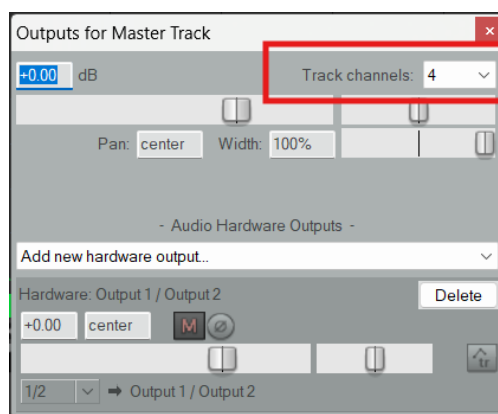 Outputs for Master Track
+0.00 dB Track channels: 4
Pan: center Width: 100%
- Audio Hardware Outputs -
Add new hardware output...
Hardware: Output 1 / Output 2 Delete
+0.00 center M
tr
1/2 ➡ Output 1 / Output 2